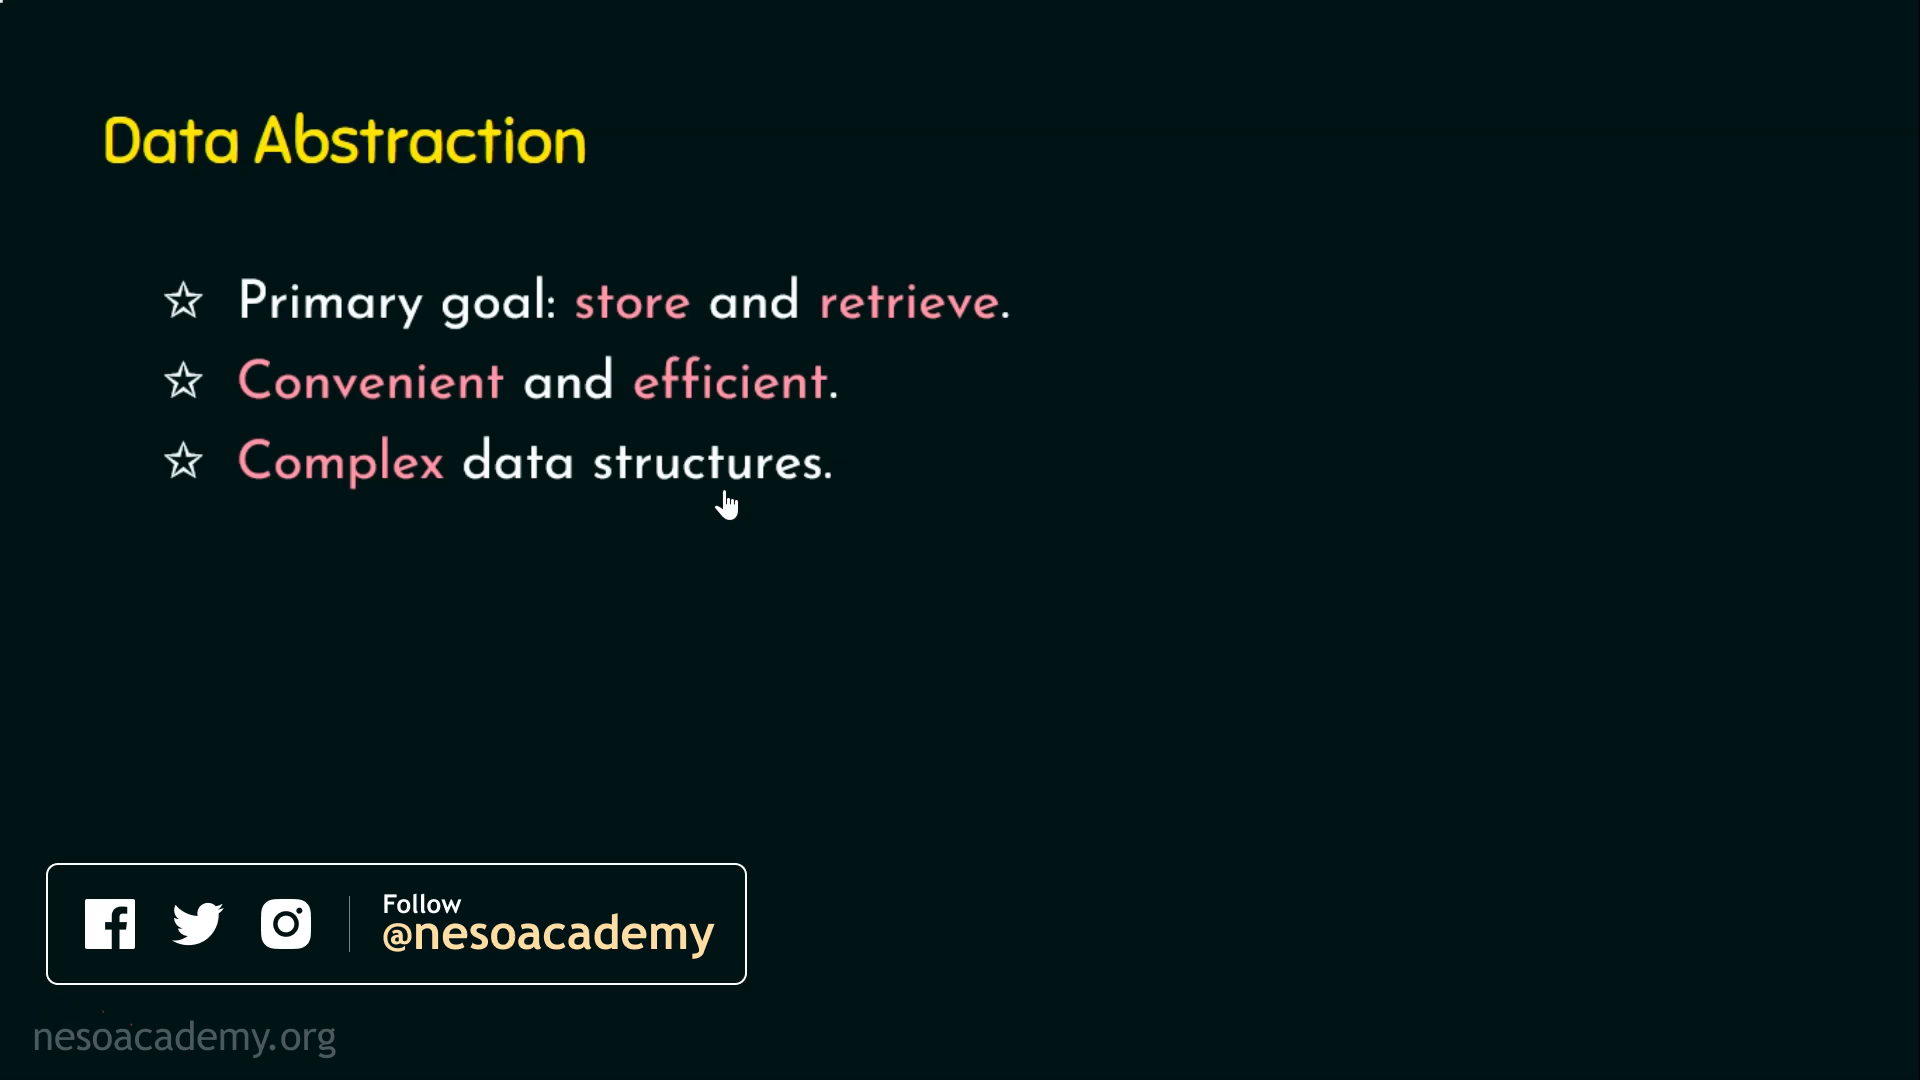 Data Abstraction
☆ Primary goal: store and retrieve.
☆ Convenient and efficient.
☆ Complex data structures.
Follow
@nesoacademy
nesoacademy.org